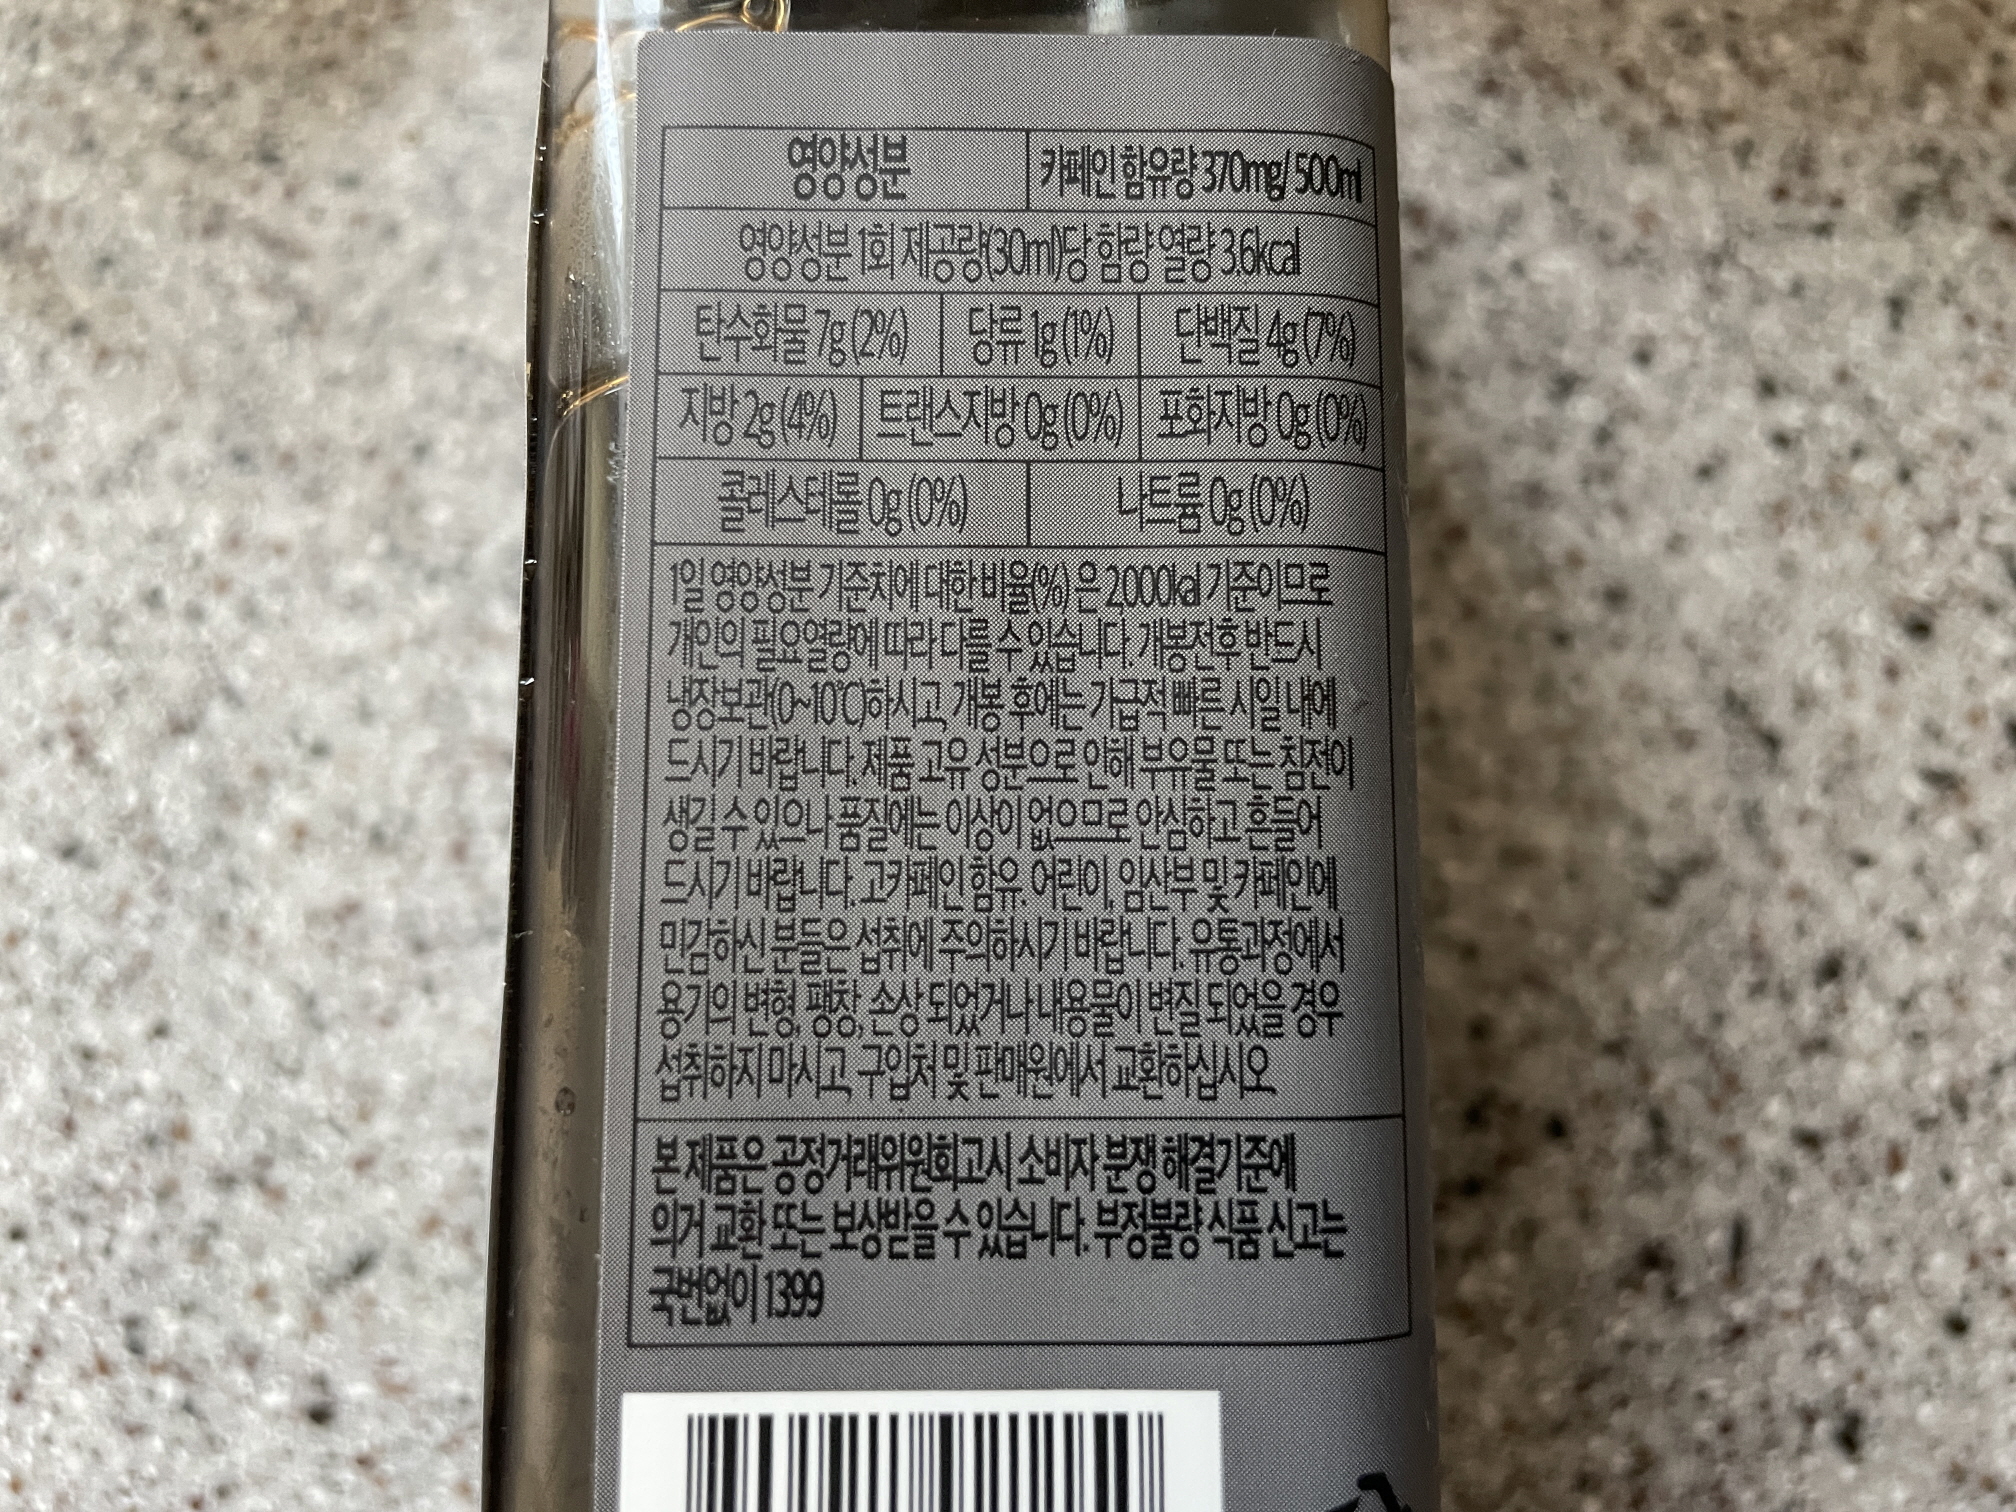 영양성분 카페인 함유량 370mg/ 500ml
영양성분 1회 제공량(30ml)당 함량 열량 3.6kcal
탄수화물 7g (2%) 당류 1g (1%) 단백질 4g (7%)
지방 2g (4%) 트랜스지방 0g (0%) 포화지방 0g (0%)
콜레스테롤 0g (0%) 나트륨 0g (0%)
1일 영양성분 기준치에 대한 비율(%) 은 2000kal 기준이므로
개인의 필요열량에 따라 다를 수 있습니다. 개봉전후 반드시
냉장보관(0~10℃)하시고, 개봉 후에는 가급적 빠른 시일 내에
드시기 바랍니다. 제품 고유 성분으로 인해 부유물 또는 침전이
생길 수 있으나 품질에는 이상이 없으므로 안심하고 흔들어
드시기 바랍니다. 고카페인 함유. 어린이, 임산부 및 카페인에
민감하신 분들은 섭취에 주의하시기 바랍니다. 유통과정에서
용기의 변형, 팽창, 손상 되었거나 내용물이 변질 되었을 경우
섭취하지 마시고, 구입처 및 판매원에서 교환하십시오.
본 제품은 공정거래위원회고시 소비자 분쟁 해결기준에
의거 교환 또는 보상받을 수 있습니다. 부정불량 식품 신고는
국번없이 1399